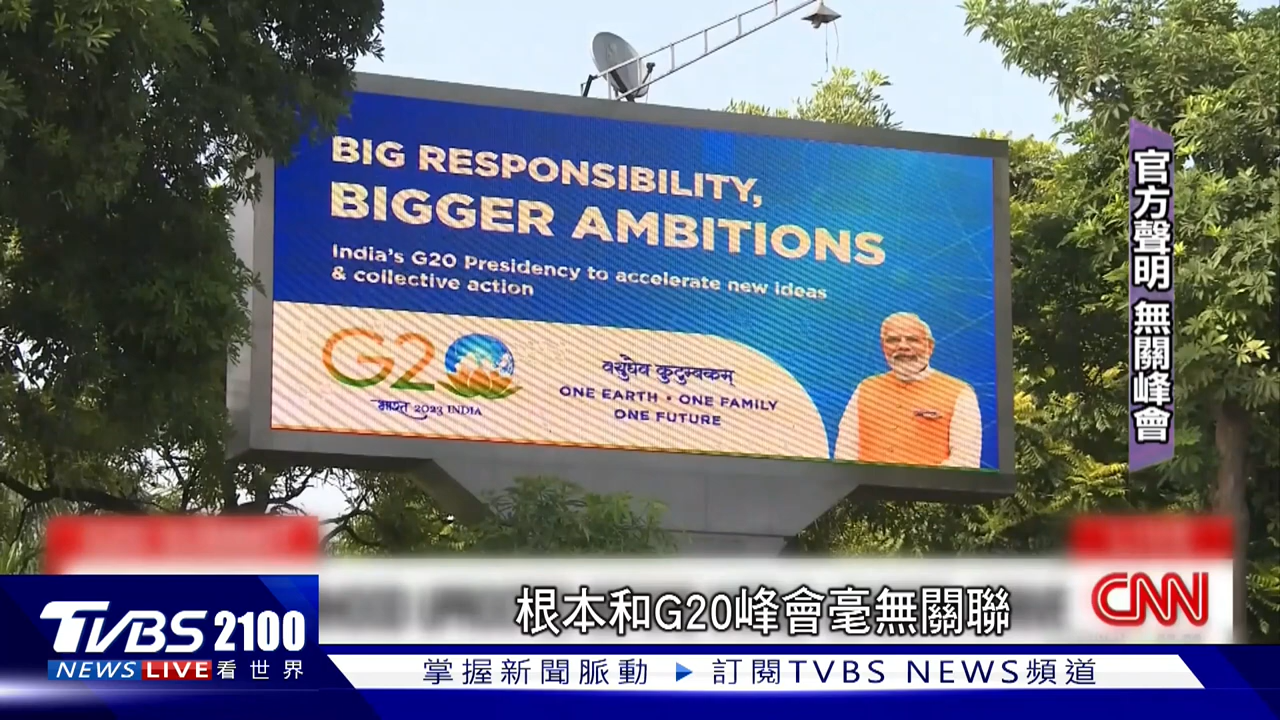 BIG RESPONSIBILITY,
BIGGER AMBITIONS
India's G20 Presidency to accelerate new ideas
& collective action
G20
भारत 2023 INDIA
वसुधैव कुटुम्बकम्
ONE EARTH • ONE FAMILY
ONE FUTURE
官方聲明 無關峰會
CNN
根本和G20峰會毫無關聯
TVBS 2100
NEWS LIVE 看世界
掌握新聞脈動 ▶ 訂閱TVBS NEWS頻道